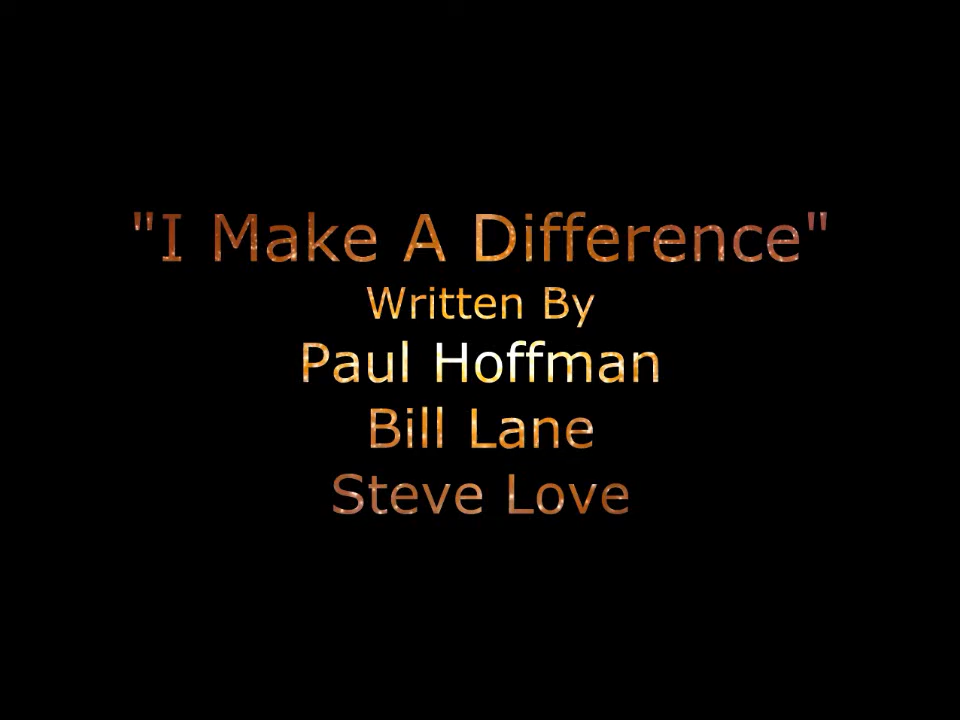 "I Make A Difference"
Written By
Paul Hoffman
Bill Lane
Steve Love